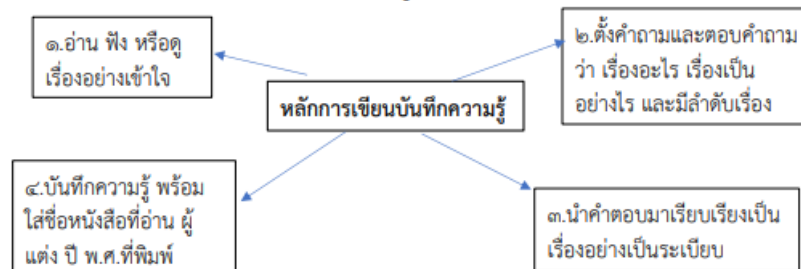 หลักการเขียนบันทึกความรู้
๑.อ่าน ฟัง หรือดู
เรื่องอย่างเข้าใจ
๒.ตั้งคำถามและตอบคำถาม
ว่า เรื่องอะไร เรื่องเป็น
อย่างไร และมีลำดับเรื่อง
๓.นำคำตอบมาเรียบเรียงเป็น
เรื่องอย่างเป็นระเบียบ
๔.บันทึกความรู้ พร้อม
ใส่ชื่อหนังสือที่อ่าน ผู้
แต่ง ปี พ.ศ.ที่พิมพ์